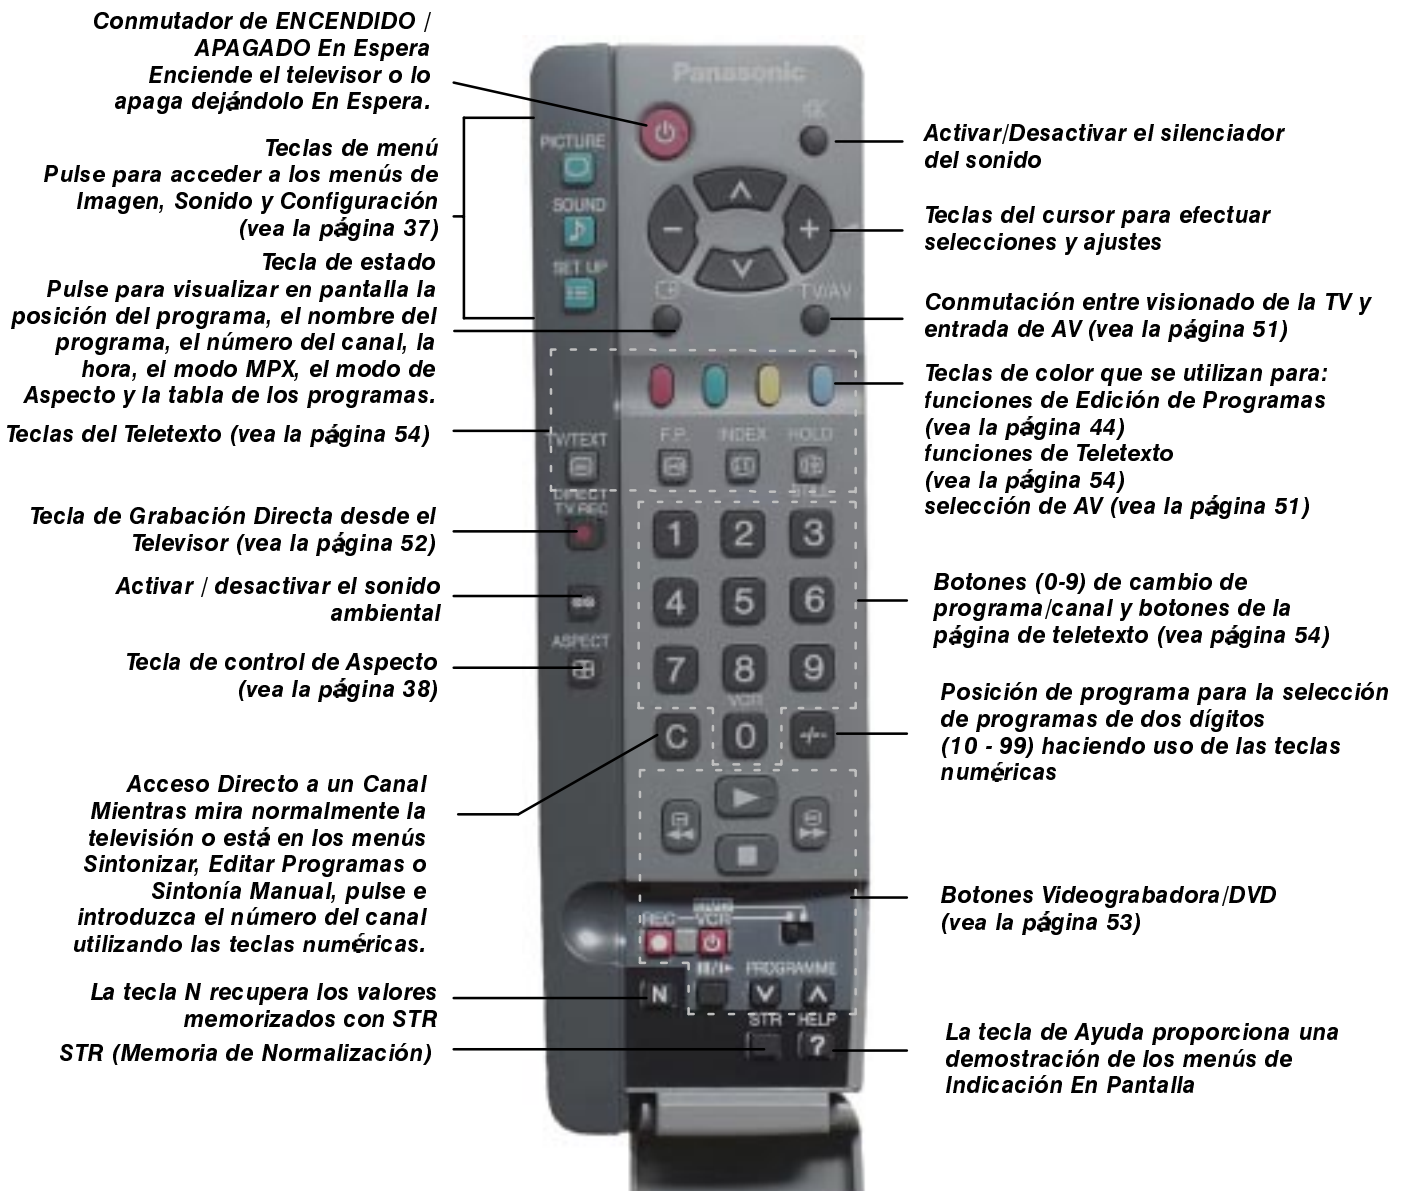 Conmutador de ENCENDIDO /
APAGADO En Espera
Enciende el televisor o lo
apaga dejándolo En Espera.
Teclas de menú
Pulse para acceder a los menús de
Imagen, Sonido y Configuración
(vea la página 37)
Tecla de estado
Pulse para visualizar en pantalla la
posición del programa, el nombre del
programa, el número del canal, la
hora, el modo MPX, el modo de
Aspecto y la tabla de los programas.
Teclas del Teletexto (vea la página 54)
Tecla de Grabación Directa desde el
Televisor (vea la página 52)
Activar / desactivar el sonido
ambiental
Tecla de control de Aspecto
(vea la página 38)
Acceso Directo a un Canal
Mientras mira normalmente la
televisión o está en los menús
Sintonizar, Editar Programas o
Sintonía Manual, pulse e
introduzca el número del canal
utilizando las teclas numéricas.
La tecla N recupera los valores
memorizados con STR
STR (Memoria de Normalización)
Panasonic
PICTURE
SOUND
SET UP
TV/AV
TV/TEXT
F.P. INDEX HOLD
DIRECT
TV REC
1 2 3
4 5 6
ASPECT
7 8 9
VCR
C 0 -/--
REC VCR
PROGRAMME
N
STR HELP
?
Activar/Desactivar el silenciador
del sonido
Teclas del cursor para efectuar
selecciones y ajustes
Conmutación entre visionado de la TV y
entrada de AV (vea la página 51)
Teclas de color que se utilizan para:
funciones de Edición de Programas
(vea la página 44)
funciones de Teletexto
(vea la página 54)
selección de AV (vea la página 51)
Botones (0-9) de cambio de
programa/canal y botones de la
página de teletexto (vea página 54)
Posición de programa para la selección
de programas de dos dígitos
(10 - 99) haciendo uso de las teclas
numéricas
Botones Videograbadora/DVD
(vea la página 53)
La tecla de Ayuda proporciona una
demostración de los menús de
Indicación En Pantalla